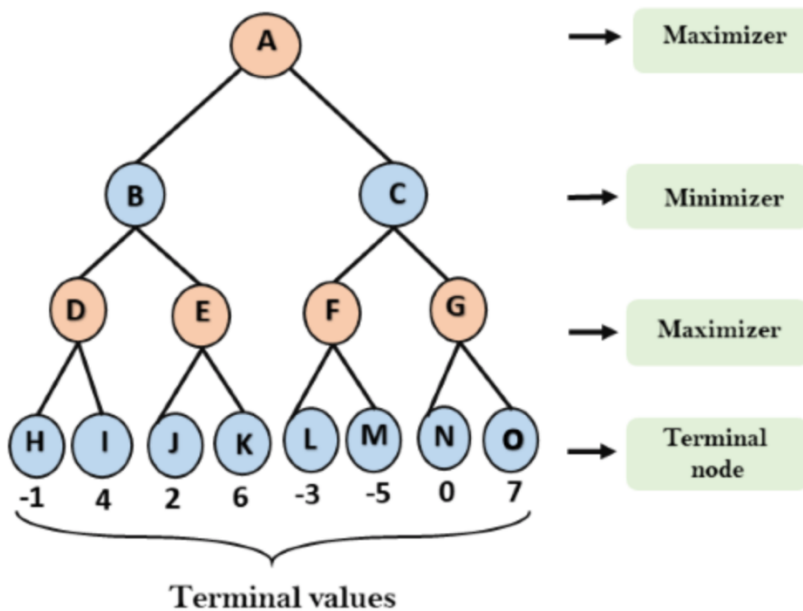 A
Maximizer
B
C
Minimizer
D
E
F
G
Maximizer
H
I
J
K
L
M
N
O
Terminal
node
-1
4
2
6
-3
-5
0
7
Terminal values